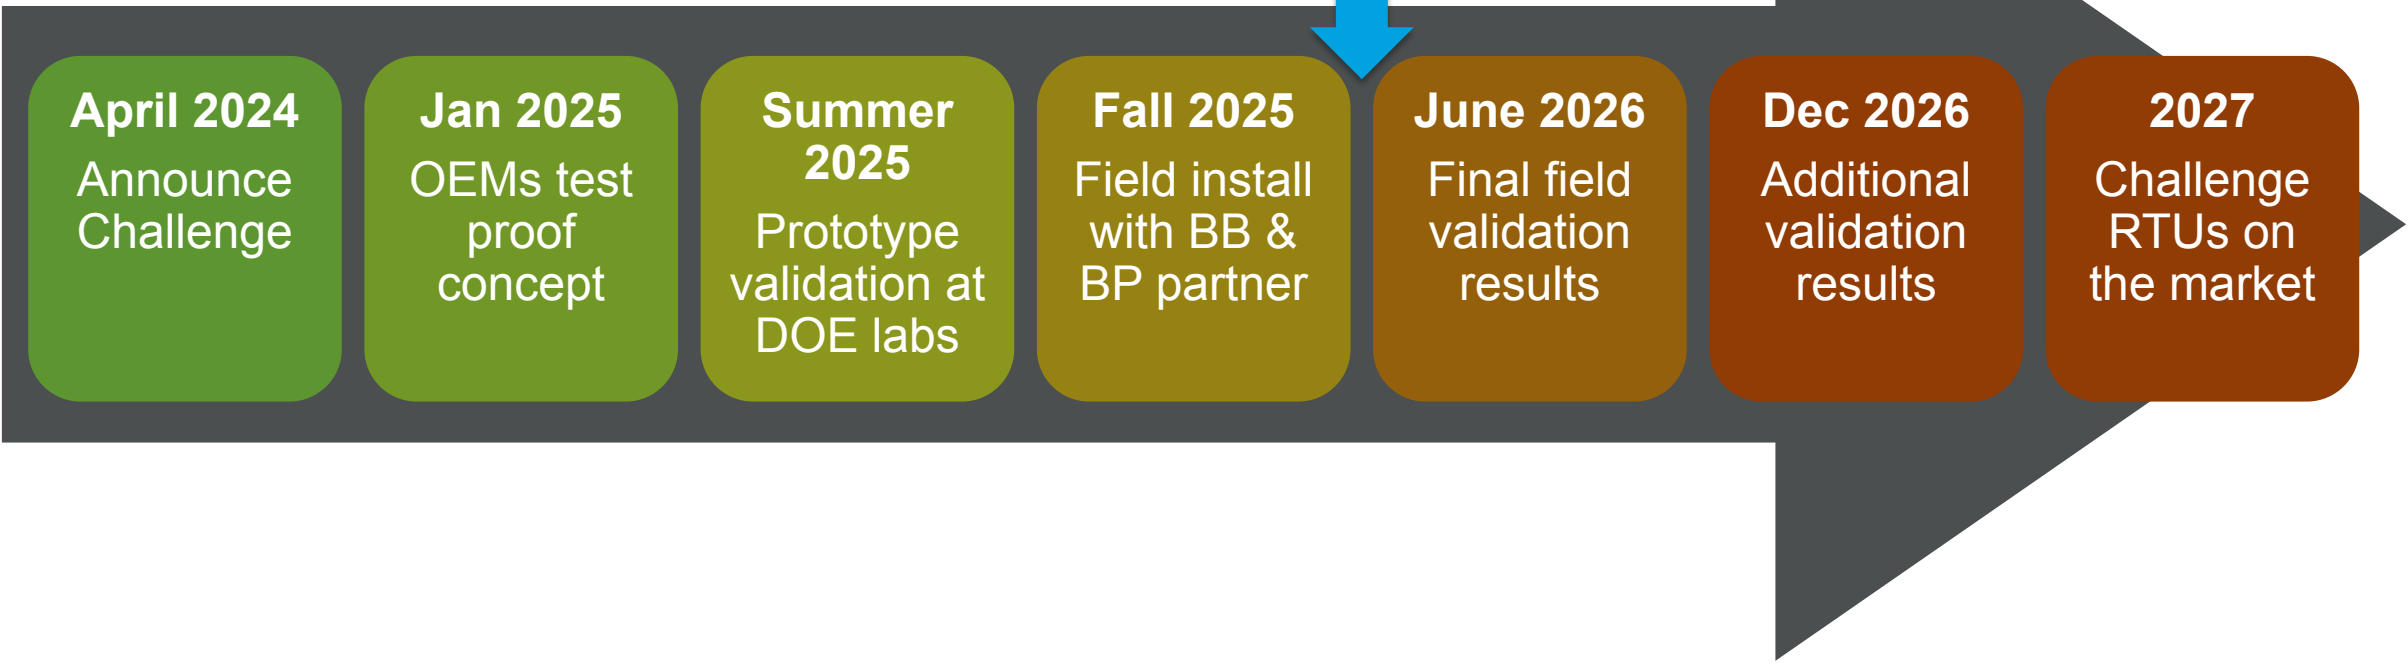 April 2024
Announce
Challenge
Jan 2025
OEMs test
proof
concept
Summer
2025
Prototype
validation at
DOE labs
Fall 2025
Field install
with BB &
BP partner
June 2026
Final field
validation
results
Dec 2026
Additional
validation
results
2027
Challenge
RTUs on
the market